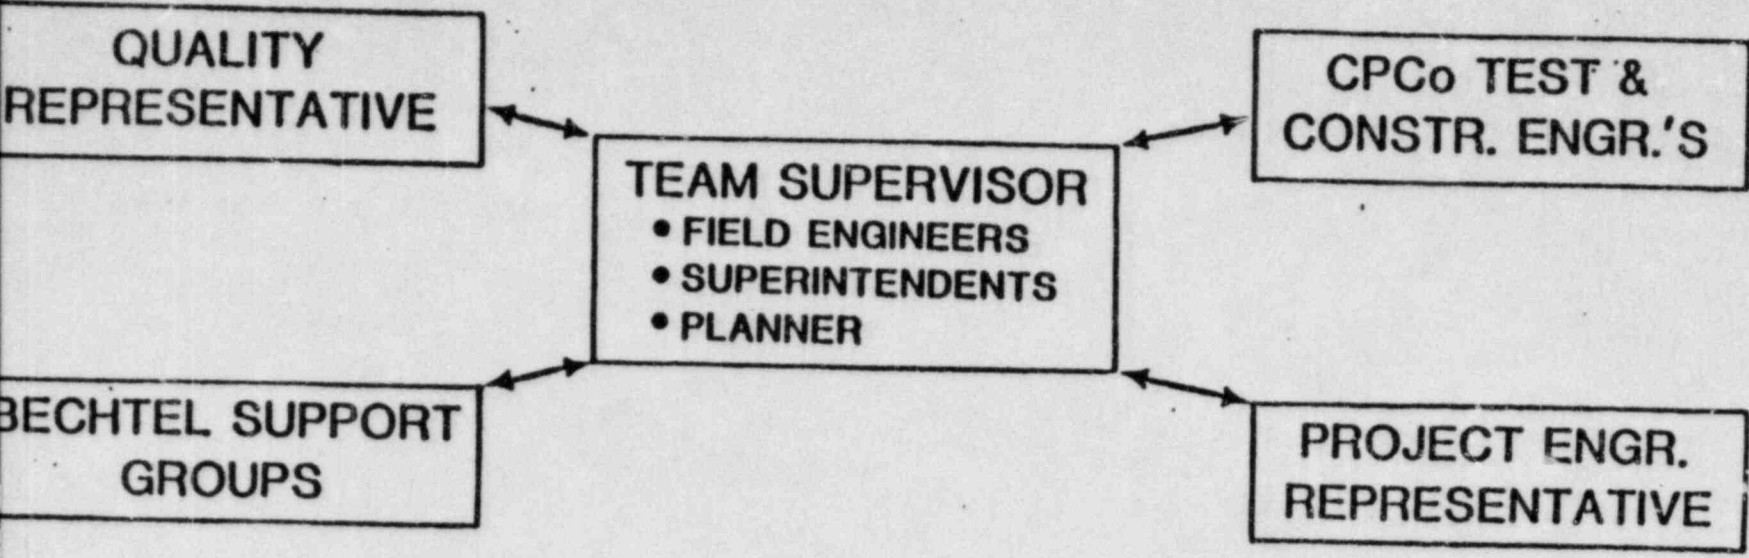 QUALITY
REPRESENTATIVE
CPCo TEST &
CONSTR. ENGR.'S
TEAM SUPERVISOR
• FIELD ENGINEERS
• SUPERINTENDENTS
• PLANNER
BECHTEL SUPPORT
GROUPS
PROJECT ENGR.
REPRESENTATIVE